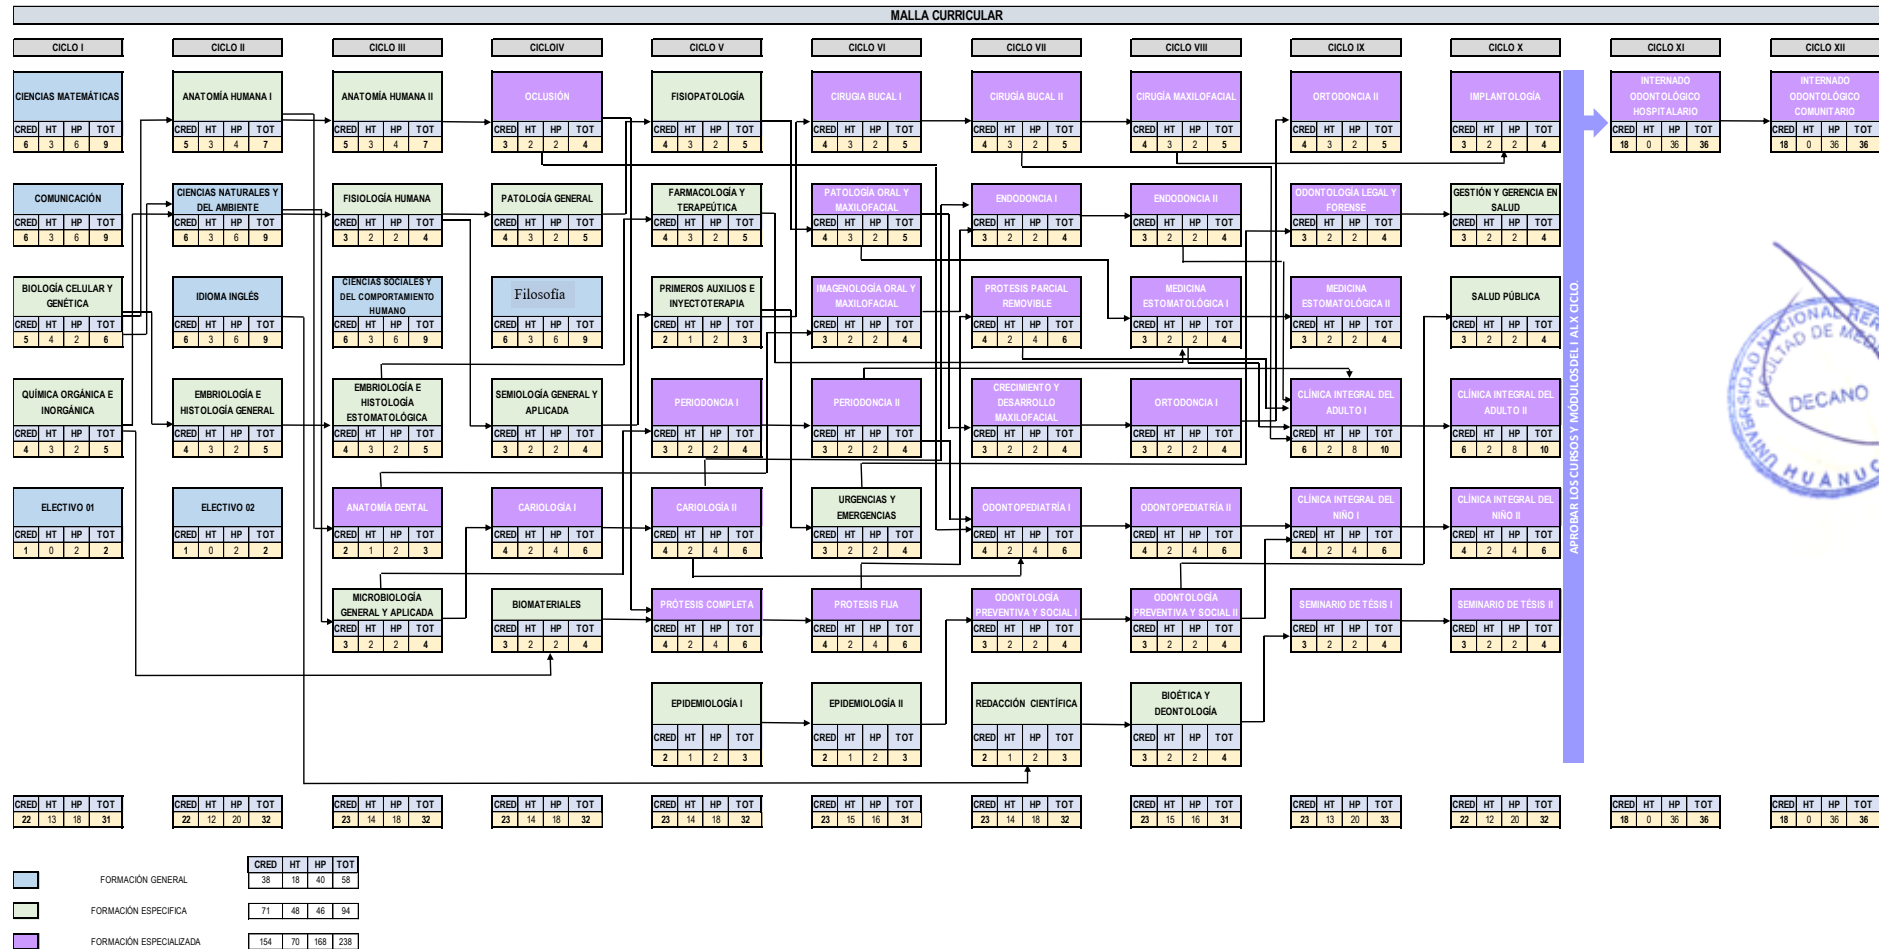 MALLA CURRICULAR
CICLO I CICLO II CICLO III CICLOIV CICLO V CICLO VI CICLO VII CICLO VIII CICLO IX CICLO X CICLO XI CICLO XII
CIENCIAS MATEMÁTICAS
CRED HT HP TOT
6 3 6 9
ANATOMÍA HUMANA I
CRED HT HP TOT
5 3 4 7
ANATOMÍA HUMANA II
CRED HT HP TOT
5 3 4 7
OCLUSIÓN
CRED HT HP TOT
3 2 2 4
FISIOPATOLOGÍA
CRED HT HP TOT
4 3 2 5
CIRUGIA BUCAL I
CRED HT HP TOT
4 3 2 5
CIRUGÍA BUCAL II
CRED HT HP TOT
4 3 2 5
CIRUGÍA MAXILOFACIAL
CRED HT HP TOT
4 3 2 5
ORTODONCIA II
CRED HT HP TOT
4 3 2 5
IMPLANTOLOGÍA
CRED HT HP TOT
3 2 2 4
INTERNADO
ODONTOLÓGICO
HOSPITALARIO
CRED HT HP TOT
18 0 36 36
INTERNADO
ODONTOLÓGICO
COMUNITARIO
CRED HT HP TOT
18 0 36 36
COMUNICACIÓN
CRED HT HP TOT
6 3 6 9
CIENCIAS NATURALES Y
DEL AMBIENTE
CRED HT HP TOT
6 3 6 9
FISIOLOGÍA HUMANA
CRED HT HP TOT
3 2 2 4
PATOLOGÍA GENERAL
CRED HT HP TOT
4 3 2 5
FARMACOLOGÍA Y
TERAPEÚTICA
CRED HT HP TOT
4 3 2 5
PATOLOGÍA ORAL Y
MAXILOFACIAL
CRED HT HP TOT
4 3 2 5
ENDODONCIA I
CRED HT HP TOT
3 2 2 4
ENDODONCIA II
CRED HT HP TOT
3 2 2 4
ODONTOLOGÍA LEGAL Y
FORENSE
CRED HT HP TOT
3 2 2 4
GESTIÓN Y GERENCIA EN
SALUD
CRED HT HP TOT
3 2 2 4
BIOLOGÍA CELULAR Y
GENÉTICA
CRED HT HP TOT
5 4 2 6
IDIOMA INGLÉS
CRED HT HP TOT
6 3 6 9
CIENCIAS SOCIALES Y
DEL COMPORTAMIENTO
HUMANO
CRED HT HP TOT
6 3 6 9
Filosofía
CRED HT HP TOT
6 3 6 9
PRIMEROS AUXILIOS E
INYECTOTERAPIA
CRED HT HP TOT
2 1 2 3
IMAGENOLOGÍA ORAL Y
MAXILOFACIAL
CRED HT HP TOT
3 2 2 4
PROTESIS PARCIAL
REMOVIBLE
CRED HT HP TOT
4 2 4 6
MEDICINA
ESTOMATOLÓGICA I
CRED HT HP TOT
3 2 2 4
MEDICINA
ESTOMATOLÓGICA II
CRED HT HP TOT
3 2 2 4
SALUD PÚBLICA
CRED HT HP TOT
3 2 2 4
QUÍMICA ORGÁNICA E
INORGÁNICA
CRED HT HP TOT
4 3 2 5
EMBRIOLOGÍA E
HISTOLOGÍA GENERAL
CRED HT HP TOT
4 3 2 5
EMBRIOLOGÍA E
HISTOLOGÍA
ESTOMATOLÓGICA
CRED HT HP TOT
4 3 2 5
SEMIOLOGÍA GENERAL Y
APLICADA
CRED HT HP TOT
3 2 2 4
PERIODONCIA I
CRED HT HP TOT
3 2 2 4
PERIODONCIA II
CRED HT HP TOT
3 2 2 4
CRECIMIENTO Y
DESARROLLO
MAXILOFACIAL
CRED HT HP TOT
3 2 2 4
ORTODONCIA I
CRED HT HP TOT
3 2 2 4
CLÍNICA INTEGRAL DEL
ADULTO I
CRED HT HP TOT
6 2 8 10
CLÍNICA INTEGRAL DEL
ADULTO II
CRED HT HP TOT
6 2 8 10
ELECTIVO 01
CRED HT HP TOT
1 0 2 2
ELECTIVO 02
CRED HT HP TOT
1 0 2 2
ANATOMÍA DENTAL
CRED HT HP TOT
2 1 2 3
CARIOLOGÍA I
CRED HT HP TOT
4 2 4 6
CARIOLOGÍA II
CRED HT HP TOT
4 2 4 6
URGENCIAS Y
EMERGENCIAS
CRED HT HP TOT
3 2 2 4
ODONTOPEDIATRÍA I
CRED HT HP TOT
4 2 4 6
ODONTOPEDIATRÍA II
CRED HT HP TOT
4 2 4 6
CLÍNICA INTEGRAL DEL
NIÑO I
CRED HT HP TOT
4 2 4 6
CLÍNICA INTEGRAL DEL
NIÑO II
CRED HT HP TOT
4 2 4 6
MICROBIOLOGÍA
GENERAL Y APLICADA
CRED HT HP TOT
3 2 2 4
BIOMATERIALES
CRED HT HP TOT
3 2 2 4
PRÓTESIS COMPLETA
CRED HT HP TOT
4 2 4 6
PROTESIS FIJA
CRED HT HP TOT
4 2 4 6
ODONTOLOGÍA
PREVENTIVA Y SOCIAL I
CRED HT HP TOT
3 2 2 4
ODONTOLOGÍA
PREVENTIVA Y SOCIAL II
CRED HT HP TOT
3 2 2 4
SEMINARIO DE TÉSIS I
CRED HT HP TOT
3 2 2 4
SEMINARIO DE TÉSIS II
CRED HT HP TOT
3 2 2 4
EPIDEMIOLOGÍA I
CRED HT HP TOT
2 1 2 3
EPIDEMIOLOGÍA II
CRED HT HP TOT
2 1 2 3
REDACCIÓN CIENTÍFICA
CRED HT HP TOT
2 1 2 3
BIOÉTICA Y
DEONTOLOGÍA
CRED HT HP TOT
3 2 2 4
APROBAR LOS CURSOS Y MÓDULOS DEL I AL X CICLO.
UNIVERSIDAD NACIONAL
FACULTAD DE
DECANO
CRED HT HP TOT
22 13 18 31
CRED HT HP TOT
22 12 20 32
CRED HT HP TOT
23 14 18 32
CRED HT HP TOT
23 14 18 32
CRED HT HP TOT
23 14 18 32
CRED HT HP TOT
23 15 16 31
CRED HT HP TOT
23 14 18 32
CRED HT HP TOT
23 15 16 31
CRED HT HP TOT
23 13 20 33
CRED HT HP TOT
22 12 20 32
CRED HT HP TOT
18 0 36 36
CRED HT HP TOT
18 0 36 36
CRED HT HP TOT
FORMACIÓN GENERAL 38 18 40 58
FORMACIÓN ESPECIFICA 71 48 46 94
FORMACIÓN ESPECIALIZADA 154 70 168 238